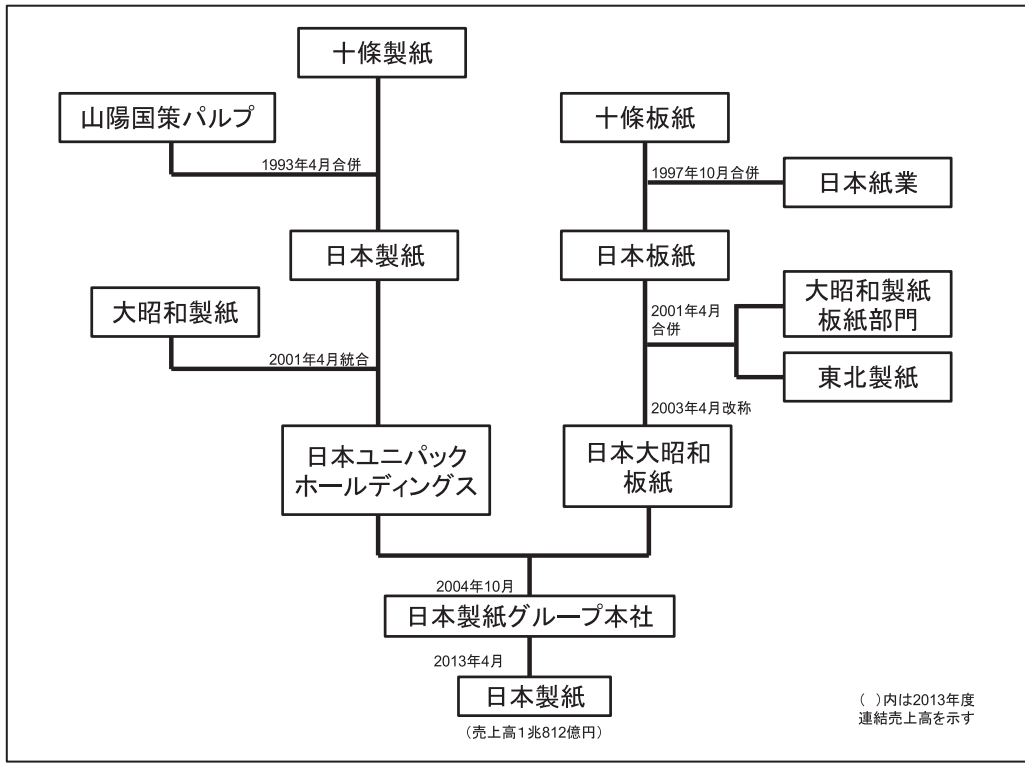 十條製紙
山陽国策パルプ
十條板紙
1993年4月合併
1997年10月合併
日本紙業
日本製紙
日本板紙
大昭和製紙
2001年4月
合併
大昭和製紙
板紙部門
2001年4月統合
東北製紙
2003年4月改称
日本ユニパック
ホールディングス
日本大昭和
板紙
2004年10月
日本製紙グループ本社
2013年4月
日本製紙
(売上高1兆812億円)
( )内は2013年度
連結売上高を示す